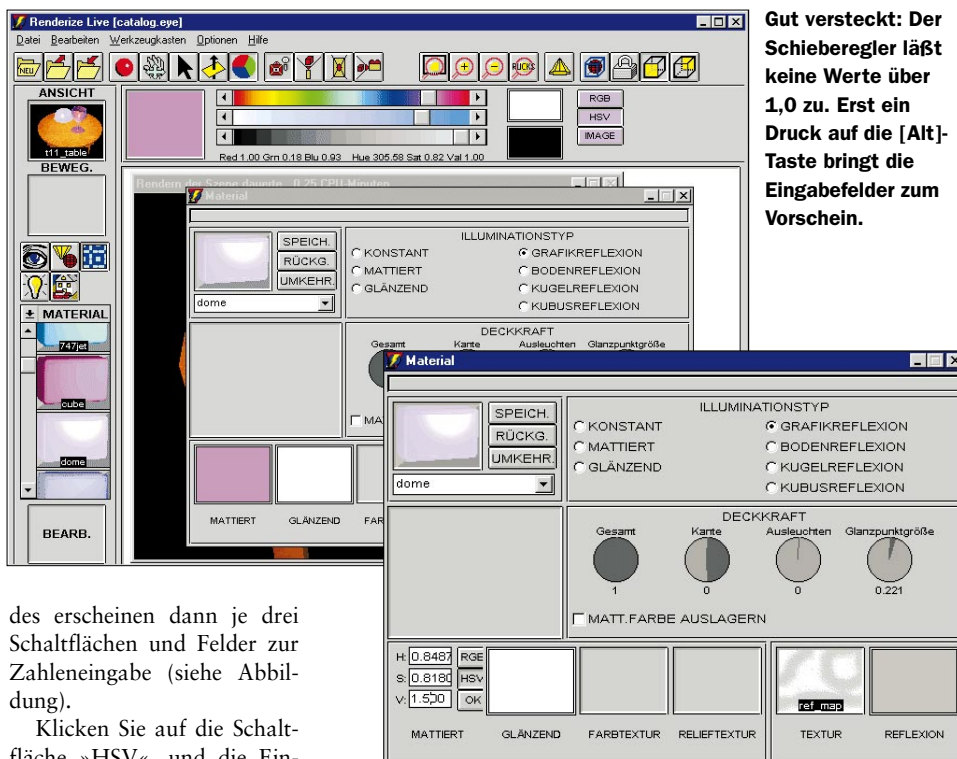 Renderize Live [catalog.eye]
Datei Bearbeiten Werkzeugkasten Optionen Hilfe
NEU
RÜCKS
ANSICHT
t11_table
BEWEG.
RGB
HSV
IMAGE
Red 1.00 Grn 0.18 Blu 0.93 Hue 305.58 Sat 0.82 Val 1.00
± MATERIAL
747jet
cube
dome
BEARB.
Rendern der Szene dauerte 0.25 CPU-Minuten
Material
SPEICH.
RÜCKG.
UMKEHR.
dome
ILLUMINATIONSTYP
KONSTANT
MATTIERT
GLÄNZEND
GRAFIKREFLEXION
BODENREFLEXION
KUGELREFLEXION
KUBUSREFLEXION
DECKKRAFT
Gesamt Kante Ausleuchten Glanzpunktgröße
MA
MATTIERT GLÄNZEND FAR
Gut versteckt: Der
Schieberegler läßt
keine Werte über
1,0 zu. Erst ein
Druck auf die [Alt]-
Taste bringt die
Eingabefelder zum
Vorschein.
Material
SPEICH.
RÜCKG.
UMKEHR.
dome
ILLUMINATIONSTYP
KONSTANT
MATTIERT
GLÄNZEND
GRAFIKREFLEXION
BODENREFLEXION
KUGELREFLEXION
KUBUSREFLEXION
DECKKRAFT
Gesamt Kante Ausleuchten Glanzpunktgröße
1 0 0 0.221
MATT.FARBE AUSLAGERN
H: 0.8487 RGB
S: 0.8180 HSV
V: 1.500 OK
ref_map
MATTIERT GLÄNZEND FARBTEXTUR RELIEFTEXTUR TEXTUR REFLEXION
des erscheinen dann je drei
Schaltflächen und Felder zur
Zahleneingabe (siehe Abbil-
dung).
Klicken Sie auf die Schalt-
fläche »HSV«, und die Ein-